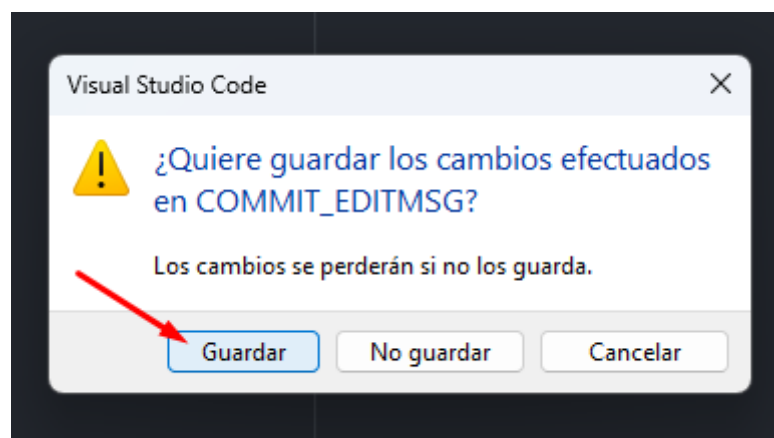 Visual Studio Code
¿Quiere guardar los cambios efectuados
en COMMIT_EDITMSG?
Los cambios se perderán si no los guarda.
Guardar No guardar Cancelar